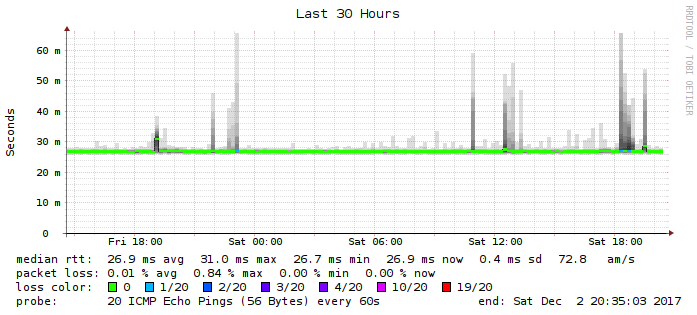 Last 30 Hours
RRDTOOL / TOBI OETIKER
Seconds
60 m
50 m
40 m
30 m
20 m
10 m
0
Fri 18:00 Sat 00:00 Sat 06:00 Sat 12:00 Sat 18:00
median rtt: 26.9 ms avg 31.0 ms max 26.7 ms min 26.9 ms now 0.4 ms sd 72.8 am/s
packet loss: 0.01 % avg 0.84 % max 0.00 % min 0.00 % now
loss color: 0 1/20 2/20 3/20 4/20 10/20 19/20
probe: 20 ICMP Echo Pings (56 Bytes) every 60s end: Sat Dec 2 20:35:03 2017